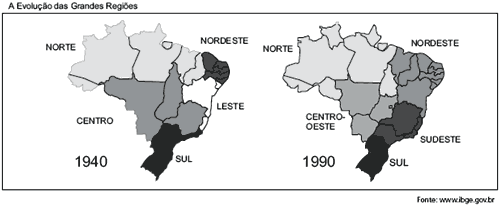 A Evolução das Grandes Regiões
NORTE
NORDESTE
LESTE
CENTRO
SUL
1940
NORTE
NORDESTE
CENTRO-
OESTE
SUDESTE
SUL
1990
Fonte: www.ibge.gov.br